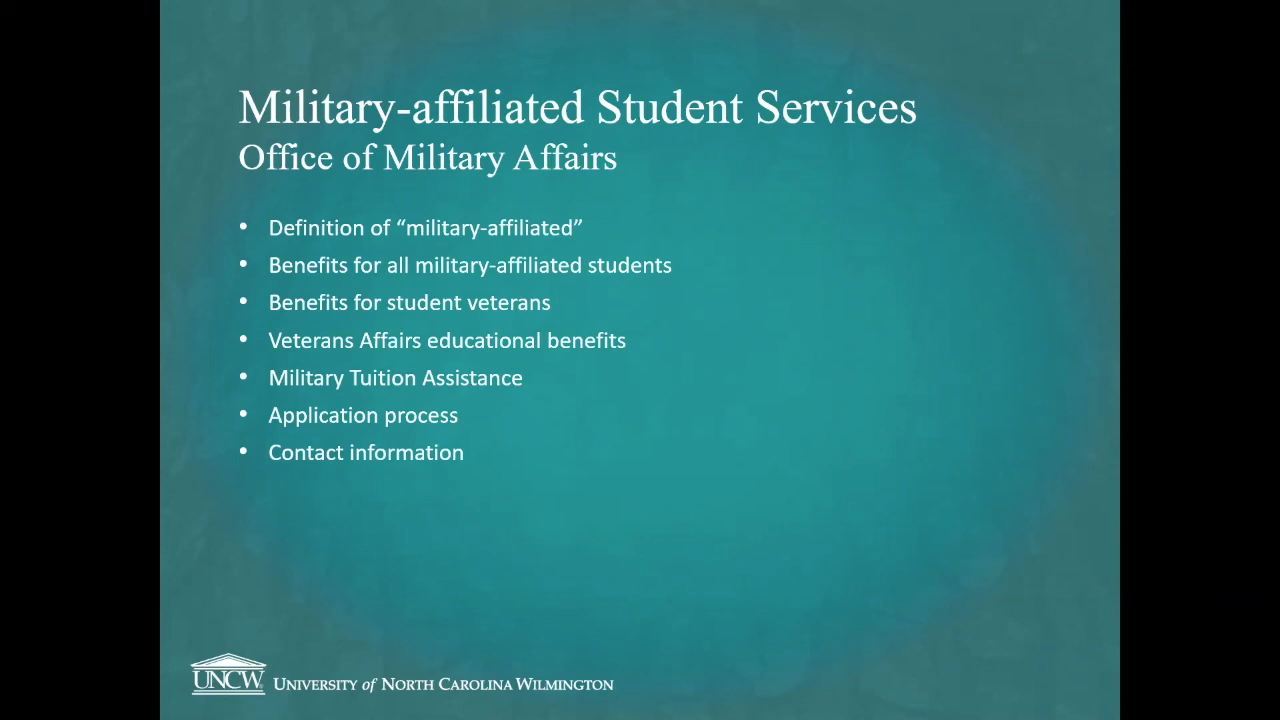 Military-affiliated Student Services
Office of Military Affairs
• Definition of “military-affiliated”
• Benefits for all military-affiliated students
• Benefits for student veterans
• Veterans Affairs educational benefits
• Military Tuition Assistance
• Application process
• Contact information
UNCW UNIVERSITY of NORTH CAROLINA WILMINGTON